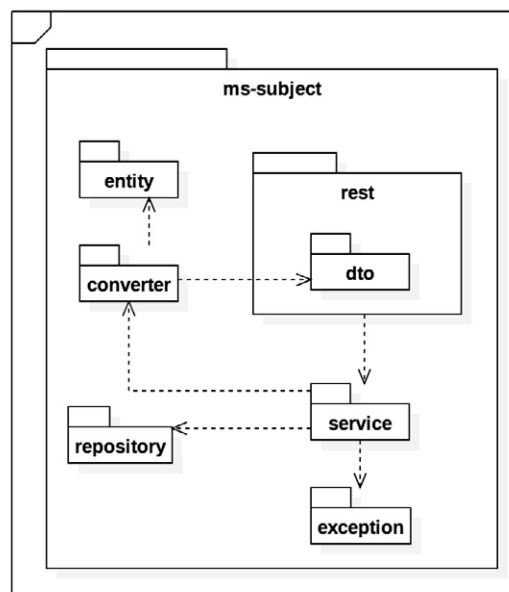 ms-subject
entity
rest
converter
dto
service
repository
exception